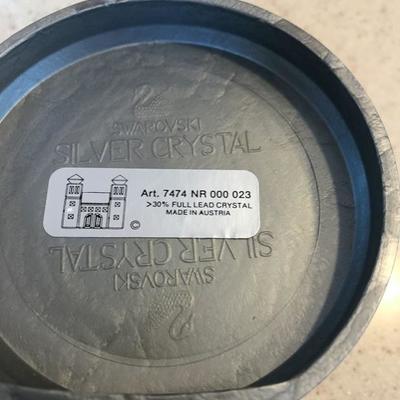 SWAROVSKI
SILVER CRYSTAL
Art. 7474 NR 000 023
>30% FULL LEAD CRYSTAL
MADE IN AUSTRIA
©
SILVER CRYSTAL
SWAROVSKI